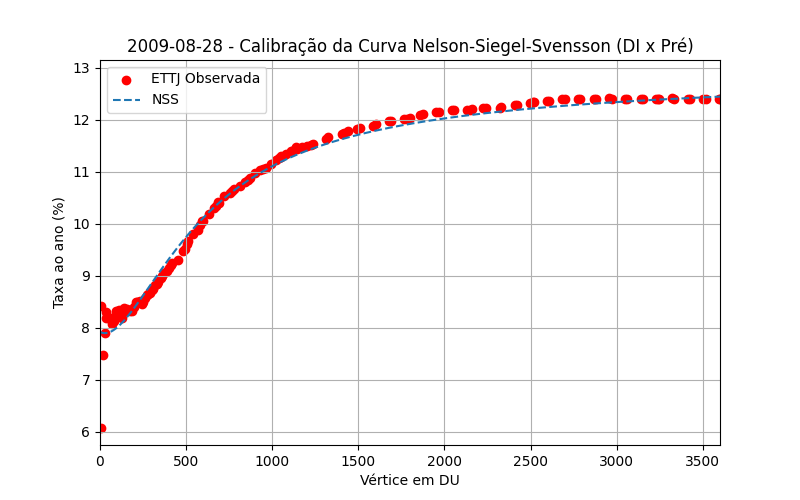 2009-08-28 - Calibração da Curva Nelson-Siegel-Svensson (DI x Pré)
ETTJ Observada
NSS
Taxa ao ano (%)
13
12
11
10
9
8
7
6
0 500 1000 1500 2000 2500 3000 3500
Vértice em DU